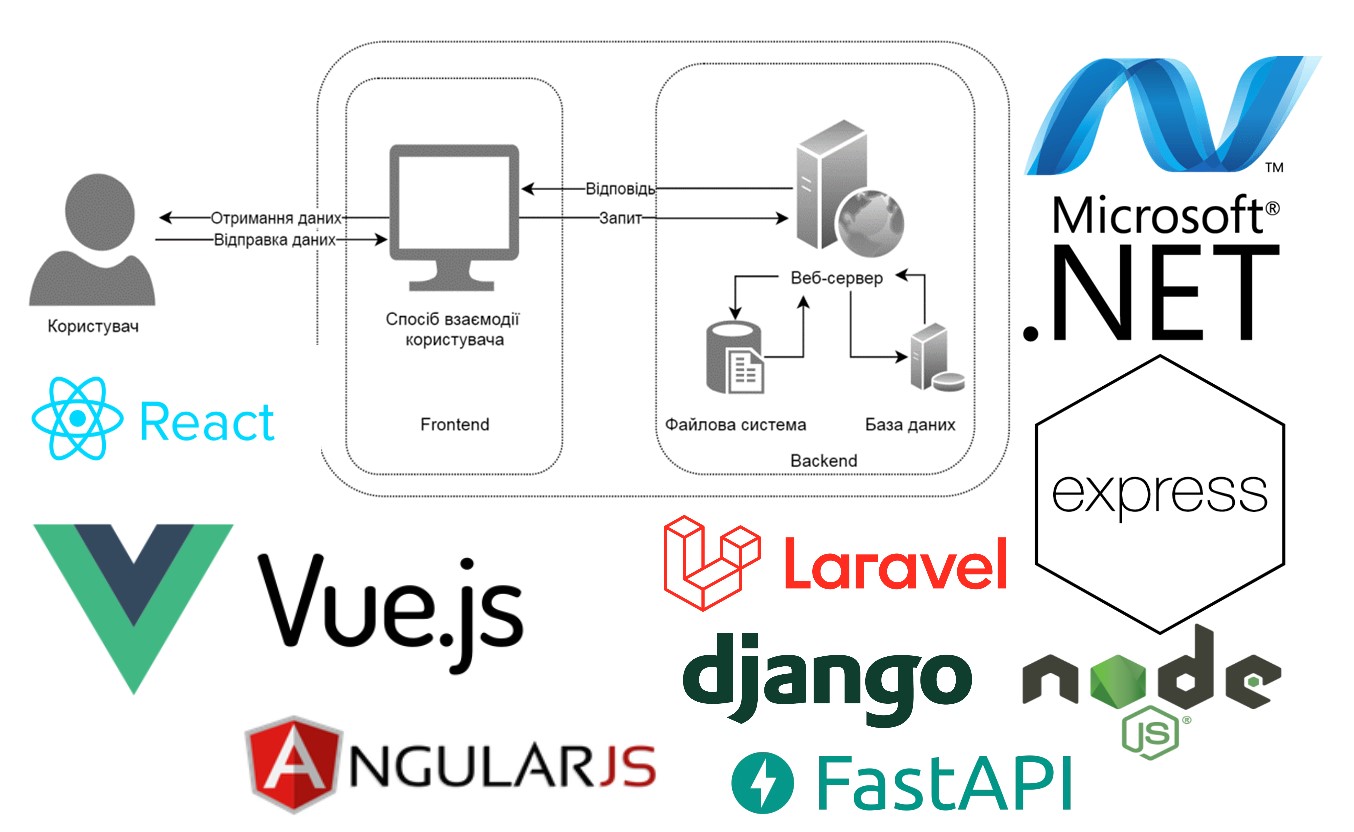 Відповідь
Отримання даних
Запит
Відправка даних
Веб-сервер
Користувач
Спосіб взаємодії
користувача
Файлова система
База даних
Frontend
Backend
TM
Microsoft®
.NET
React
express
Vue.js
Laravel
django
node
JS®
ANGULARJS
FastAPI